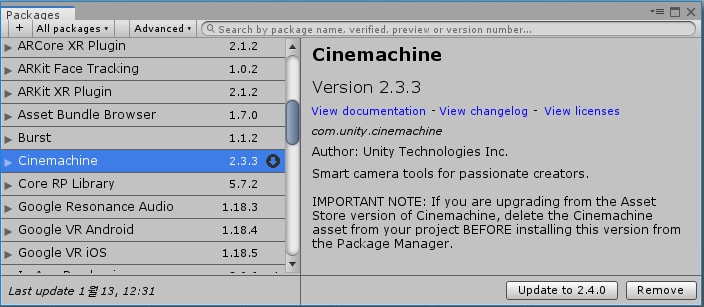 Packages
+ All packages Advanced Search by package name, verified, preview or version number...
ARCore XR Plugin 2.1.2
ARKit Face Tracking 1.0.2
ARKit XR Plugin 2.1.2
Asset Bundle Browser 1.7.0
Burst 1.1.2
Cinemachine 2.3.3
Core RP Library 5.7.2
Google Resonance Audio 1.18.3
Google VR Android 1.18.4
Google VR iOS 1.18.5
Last update 1월 13, 12:31
Cinemachine
Version 2.3.3
View documentation - View changelog - View licenses
com.unity.cinemachine
Author: Unity Technologies Inc.
Smart camera tools for passionate creators.
IMPORTANT NOTE: If you are upgrading from the Asset
Store version of Cinemachine, delete the Cinemachine
asset from your project BEFORE installing this version from
the Package Manager.
Update to 2.4.0 Remove